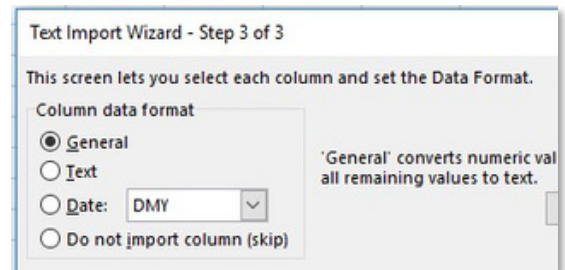 Text Import Wizard - Step 3 of 3
This screen lets you select each column and set the Data Format.
Column data format
General
Text
Date: DMY
Do not import column (skip)
'General' converts numeric val
all remaining values to text.